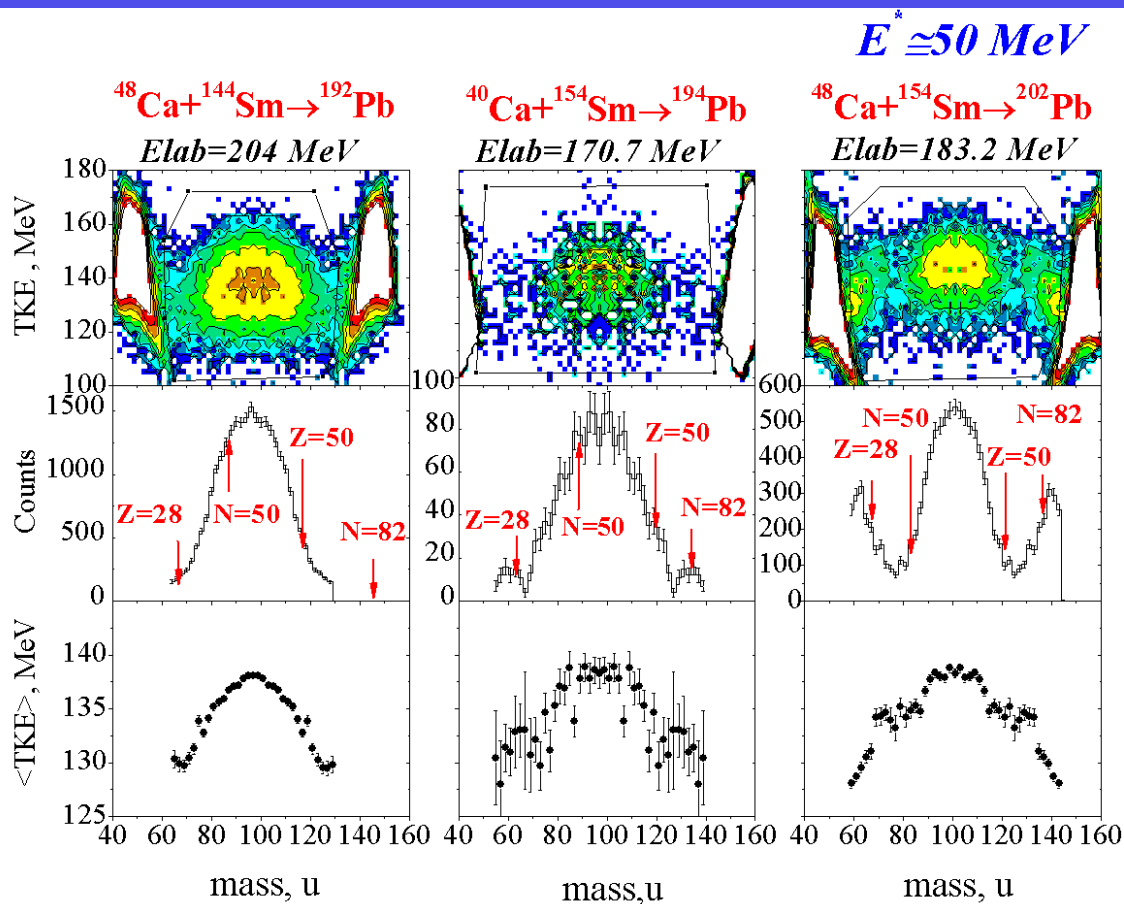 E* ≅50 MeV
48Ca+144Sm→192Pb
40Ca+154Sm→194Pb
48Ca+154Sm→202Pb
Elab=204 MeV
Elab=170.7 MeV
Elab=183.2 MeV
TKE, MeV
180
160
140
120
100
100
600
Counts
1500
1000
500
0
Z=28
N=50
Z=50
N=82
80
60
40
20
0
Z=28
N=50
Z=50
N=82
500
400
300
200
100
0
N=50
Z=28
N=82
Z=50
<TKE>, MeV
140
135
130
125
40 60 80 100 120 140 160
40 60 80 100 120 140 160
40 60 80 100 120 140 160
mass, u
mass,u
mass, u